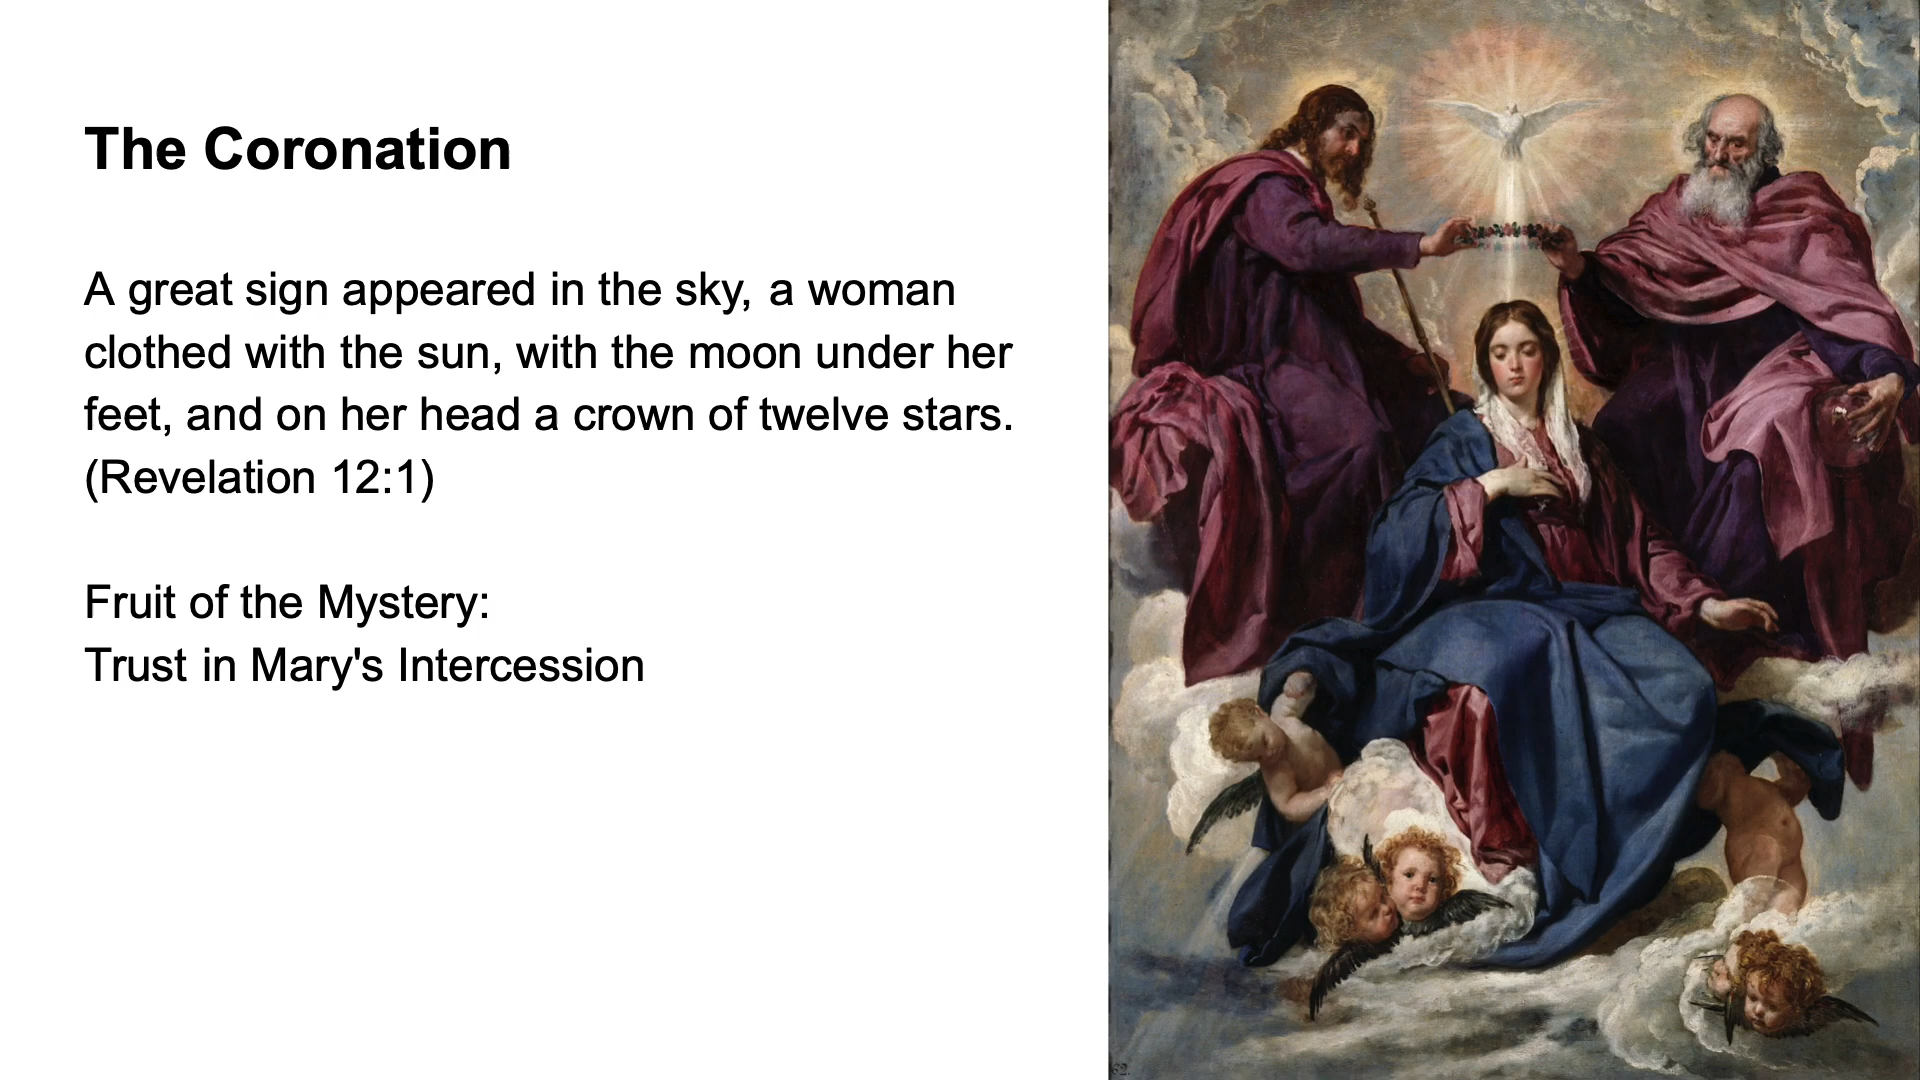 The Coronation
A great sign appeared in the sky, a woman
clothed with the sun, with the moon under her
feet, and on her head a crown of twelve stars.
(Revelation 12:1)
Fruit of the Mystery:
Trust in Mary's Intercession
62.